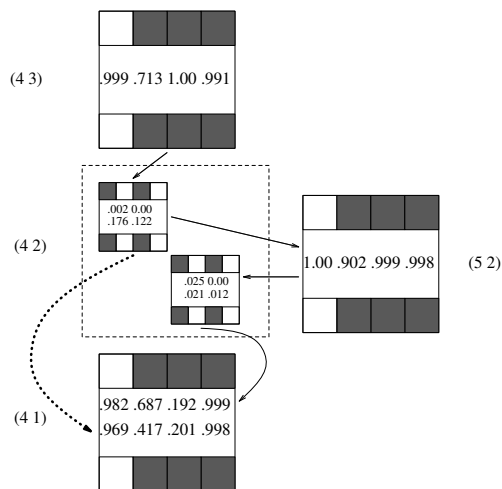 .999 .713 1.00 .991
(4 3)
.002 0.00
.176 .122
(4 2)
1.00 .902 .999 .998
(5 2)
.025 0.00
.021 .012
.982 .687 .192 .999
(4 1)
.969 .417 .201 .998